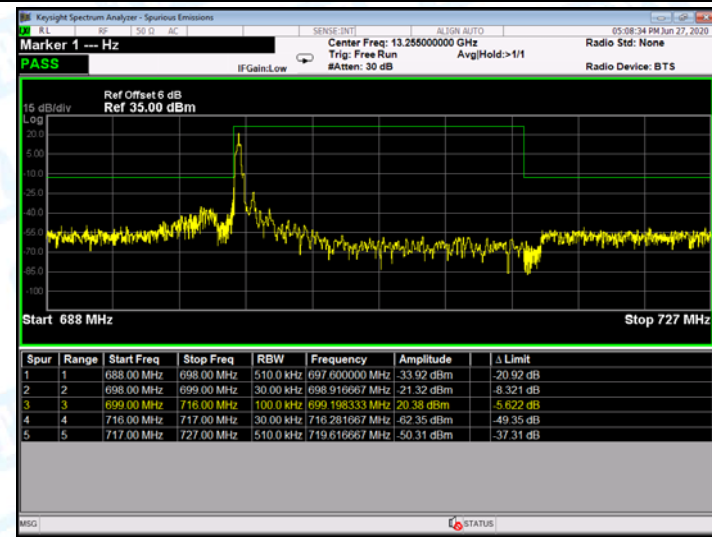 Keysight Spectrum Analyzer - Spurious Emissions
RL RF 50 Ω AC SENSE:INT ALIGN AUTO 05:08:34 PM Jun 27, 2020
Marker 1 --- Hz Center Freq: 13.255000000 GHz Radio Std: None
Trig: Free Run Avg|Hold:>1/1
PASS IFGain:Low #Atten: 30 dB Radio Device: BTS
Ref Offset 6 dB
15 dB/div Ref 35.00 dBm
Log
20.0
5.00
-10.0
-25.0
-40.0
-55.0
-70.0
-85.0
-100
Start 688 MHz Stop 727 MHz
Spur Range Start Freq Stop Freq RBW Frequency Amplitude Δ Limit
1 1 688.00 MHz 698.00 MHz 510.0 kHz 697.600000 MHz -33.92 dBm -20.92 dB
2 2 698.00 MHz 699.00 MHz 30.00 kHz 698.916667 MHz -21.32 dBm -8.321 dB
3 3 699.00 MHz 716.00 MHz 100.0 kHz 699.198333 MHz 20.38 dBm -5.622 dB
4 4 716.00 MHz 717.00 MHz 30.00 kHz 716.281667 MHz -62.35 dBm -49.35 dB
5 5 717.00 MHz 727.00 MHz 510.0 kHz 719.616667 MHz -50.31 dBm -37.31 dB
MSG STATUS